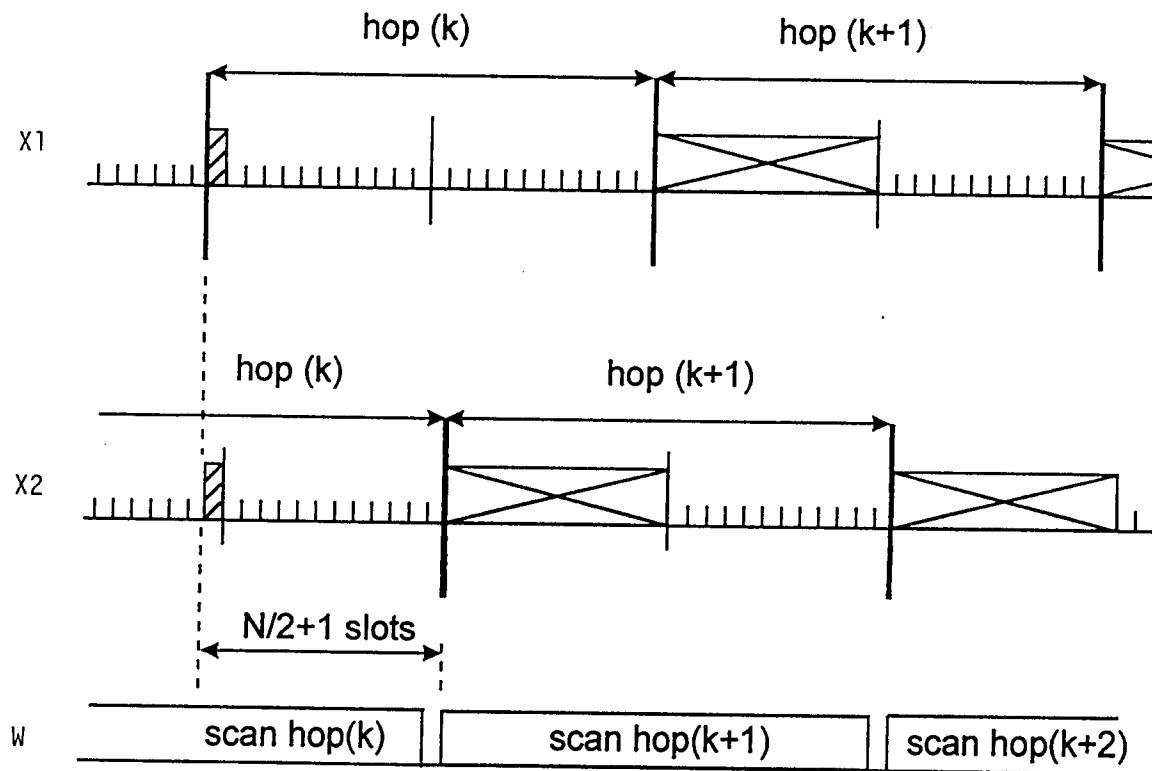 hop (k)
hop (k+1)
X1
hop (k)
hop (k+1)
X2
N/2+1 slots
W
scan hop(k)
scan hop(k+1)
scan hop(k+2)